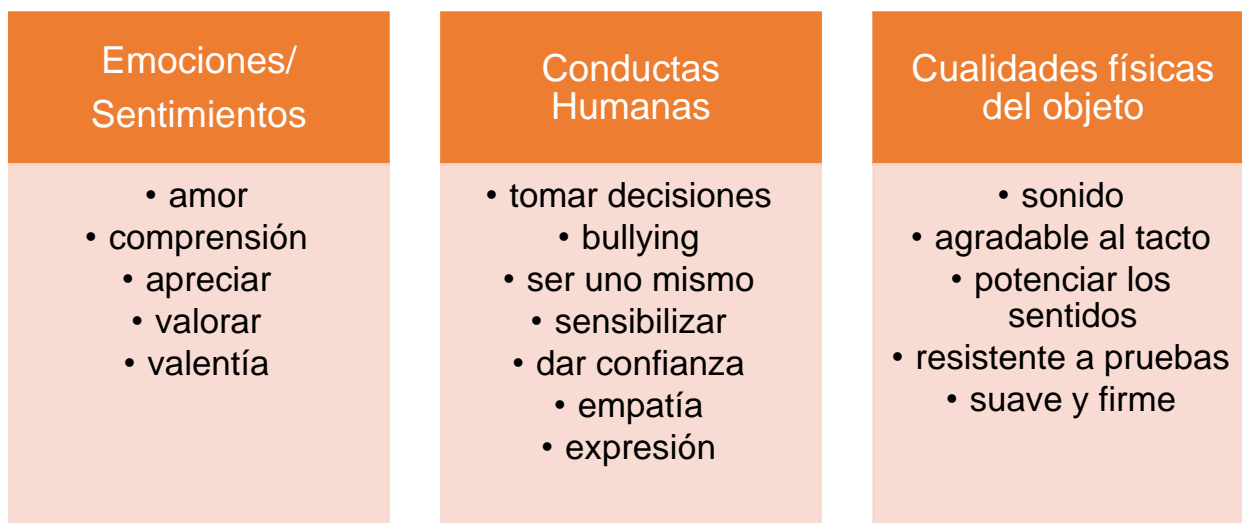 Emociones/
Sentimientos
• amor
• comprensión
• apreciar
• valorar
• valentía
Conductas
Humanas
• tomar decisiones
• bullying
• ser uno mismo
• sensibilizar
• dar confianza
• empatía
• expresión
Cualidades físicas
del objeto
• sonido
• agradable al tacto
• potenciar los
sentidos
• resistente a pruebas
• suave y firme